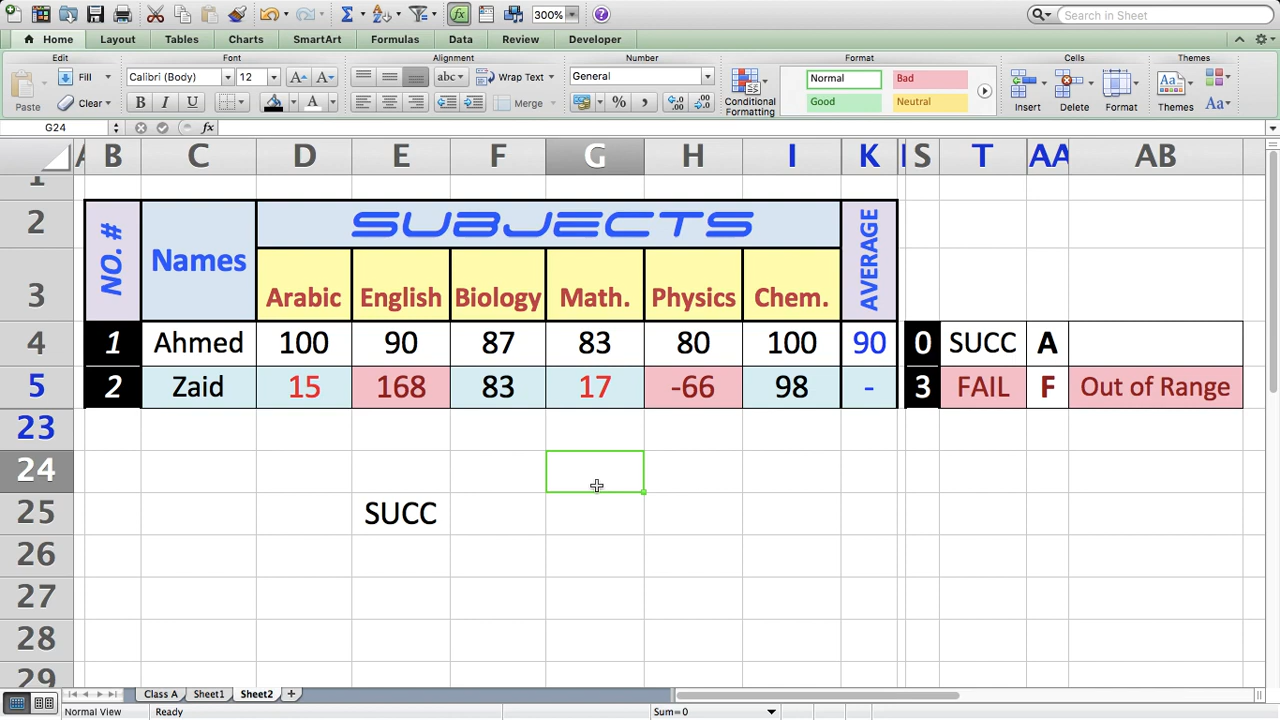 300%
Search in Sheet
Home Layout Tables Charts SmartArt Formulas Data Review Developer
Edit Font Alignment Number Format Cells Themes
Paste Fill Clear
Calibri (Body) 12 A A
B I U A
abc Wrap Text Merge
General
% ,
Conditional Formatting
Normal Bad
Good Neutral
Insert Delete Format Themes Aa
G24 fx
A B C D E F G H I K S T AA AB
1
2 NO. # Names SUBJECTS AVERAGE
3 Arabic English Biology Math. Physics Chem.
4 1 Ahmed 100 90 87 83 80 100 90 0 SUCC A
5 2 Zaid 15 168 83 17 -66 98 - 3 FAIL F Out of Range
23
24
25 SUCC
26
27
28
29
Class A Sheet1 Sheet2
Normal View Ready Sum=0